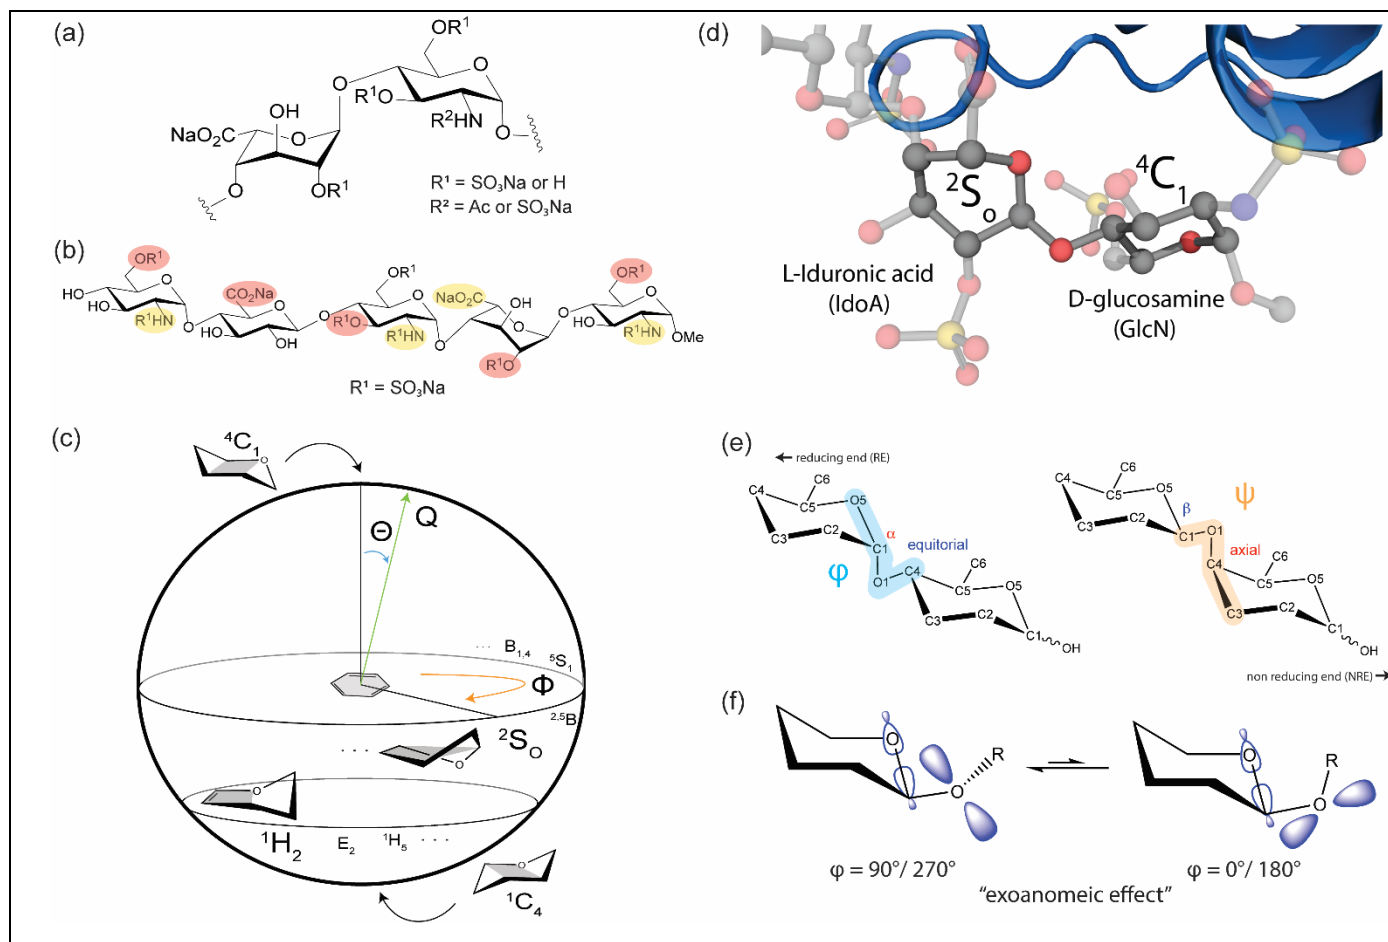 (a)
OR¹
O
O
OH
R¹O
NaO₂C
O
R²HN
O
O
O
R¹O
R¹ = SO₃Na or H
R² = Ac or SO₃Na
(b)
OR¹
HO
O
HO
R¹HN
O
CO₂Na
O
HO
OH
O
OR¹
O
R¹O
R¹HN
O
NaO₂C
OH
O
R¹O
O
OR¹
O
HO
R¹HN
OMe
R¹ = SO₃Na
(c)
⁴C₁
O
Θ
Q
··· B₁,₄ ⁵S₁
Φ
²,⁵B
··· O ²Sₒ
O
¹H₂ E₂ ¹H₅ ···
O
¹C₄
(d)
²Sₒ
⁴C₁
L-Iduronic acid
(IdoA)
D-glucosamine
(GlcN)
(e)
← reducing end (RE)
C6
C4
O5
C5
C2
C3
C1
α
equitorial
φ
O1
C4
C6
C5
O5
C3
C2
C1
OH
C6
C4
O5
ψ
C5
β
C2
C3
C1
O1
axial
C4
C6
C5
O5
C3
C2
C1
OH
non reducing end (NRE) →
(f)
O
R
O
O
R
O
φ = 90°/ 270°
φ = 0°/ 180°
"exoanomeic effect"